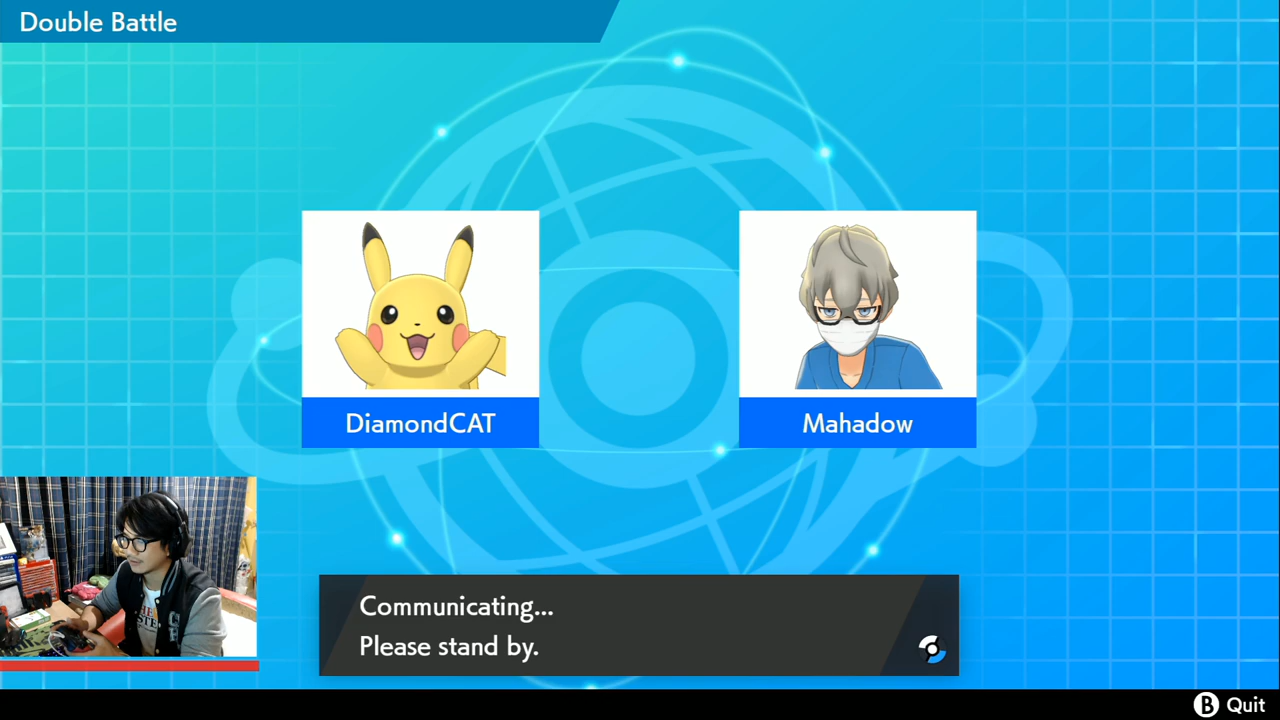 Double Battle
DiamondCAT
Mahadow
Communicating...
Please stand by.
B Quit